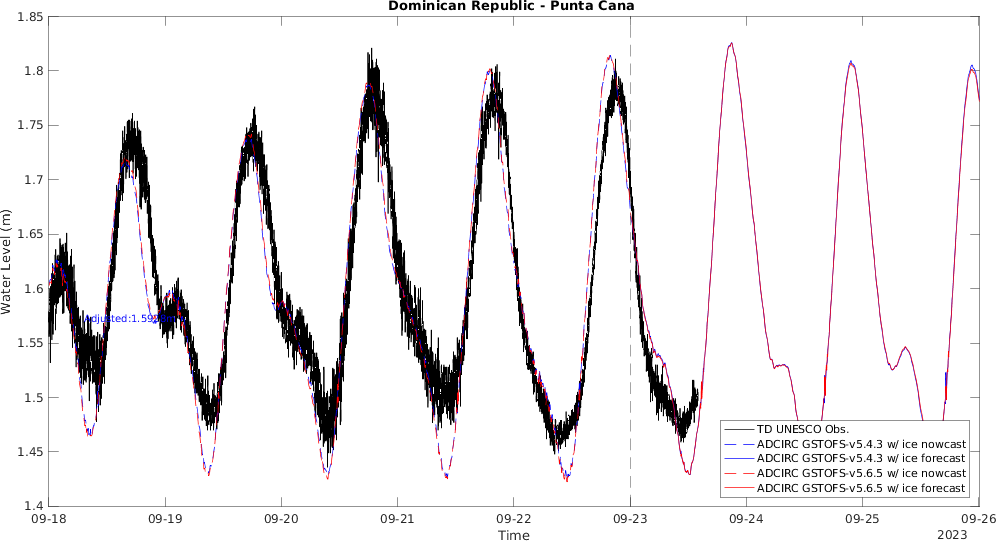 Dominican Republic - Punta Cana
Water Level (m)
1.85
1.8
1.75
1.7
1.65
1.6
1.55
1.5
1.45
1.4
TD UNESCO Obs.
ADCIRC GSTOFS-v5.4.3 w/ ice nowcast
ADCIRC GSTOFS-v5.4.3 w/ ice forecast
ADCIRC GSTOFS-v5.6.5 w/ ice nowcast
ADCIRC GSTOFS-v5.6.5 w/ ice forecast
09-18 09-19 09-20 09-21 09-22 09-23 09-24 09-25 09-26
Time
2023